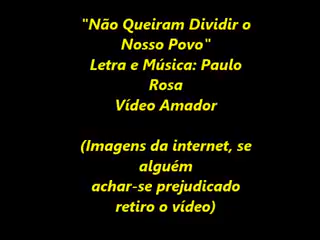 "Não Queiram Dividir o
Nosso Povo"
Letra e Música: Paulo
Rosa
Vídeo Amador
(Imagens da internet, se
alguém
achar-se prejudicado
retiro o vídeo)